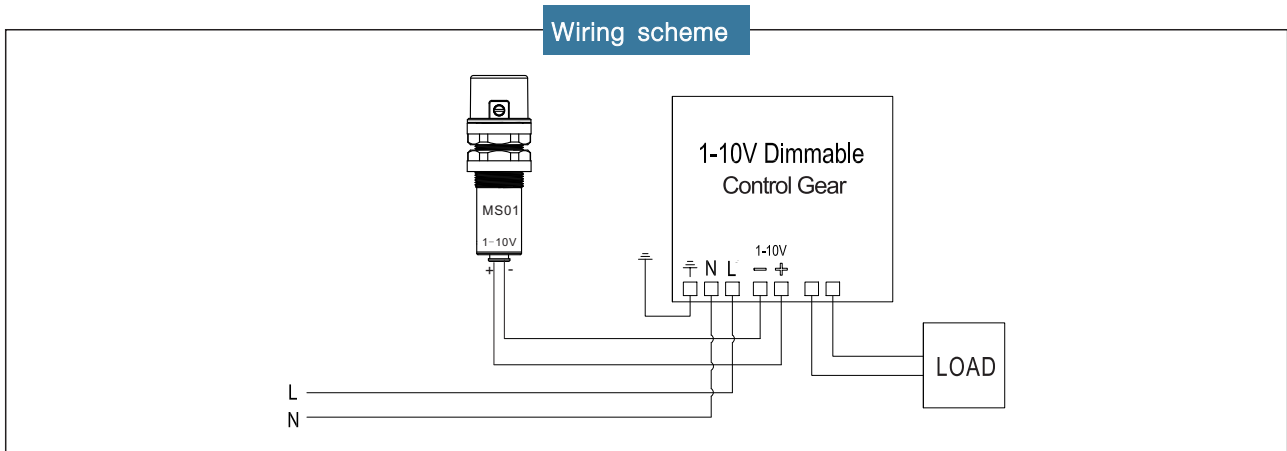 Wiring scheme
1-10V Dimmable
Control Gear
MS01
1-10V
+ -
1-10V
N L - +
LOAD
L
N